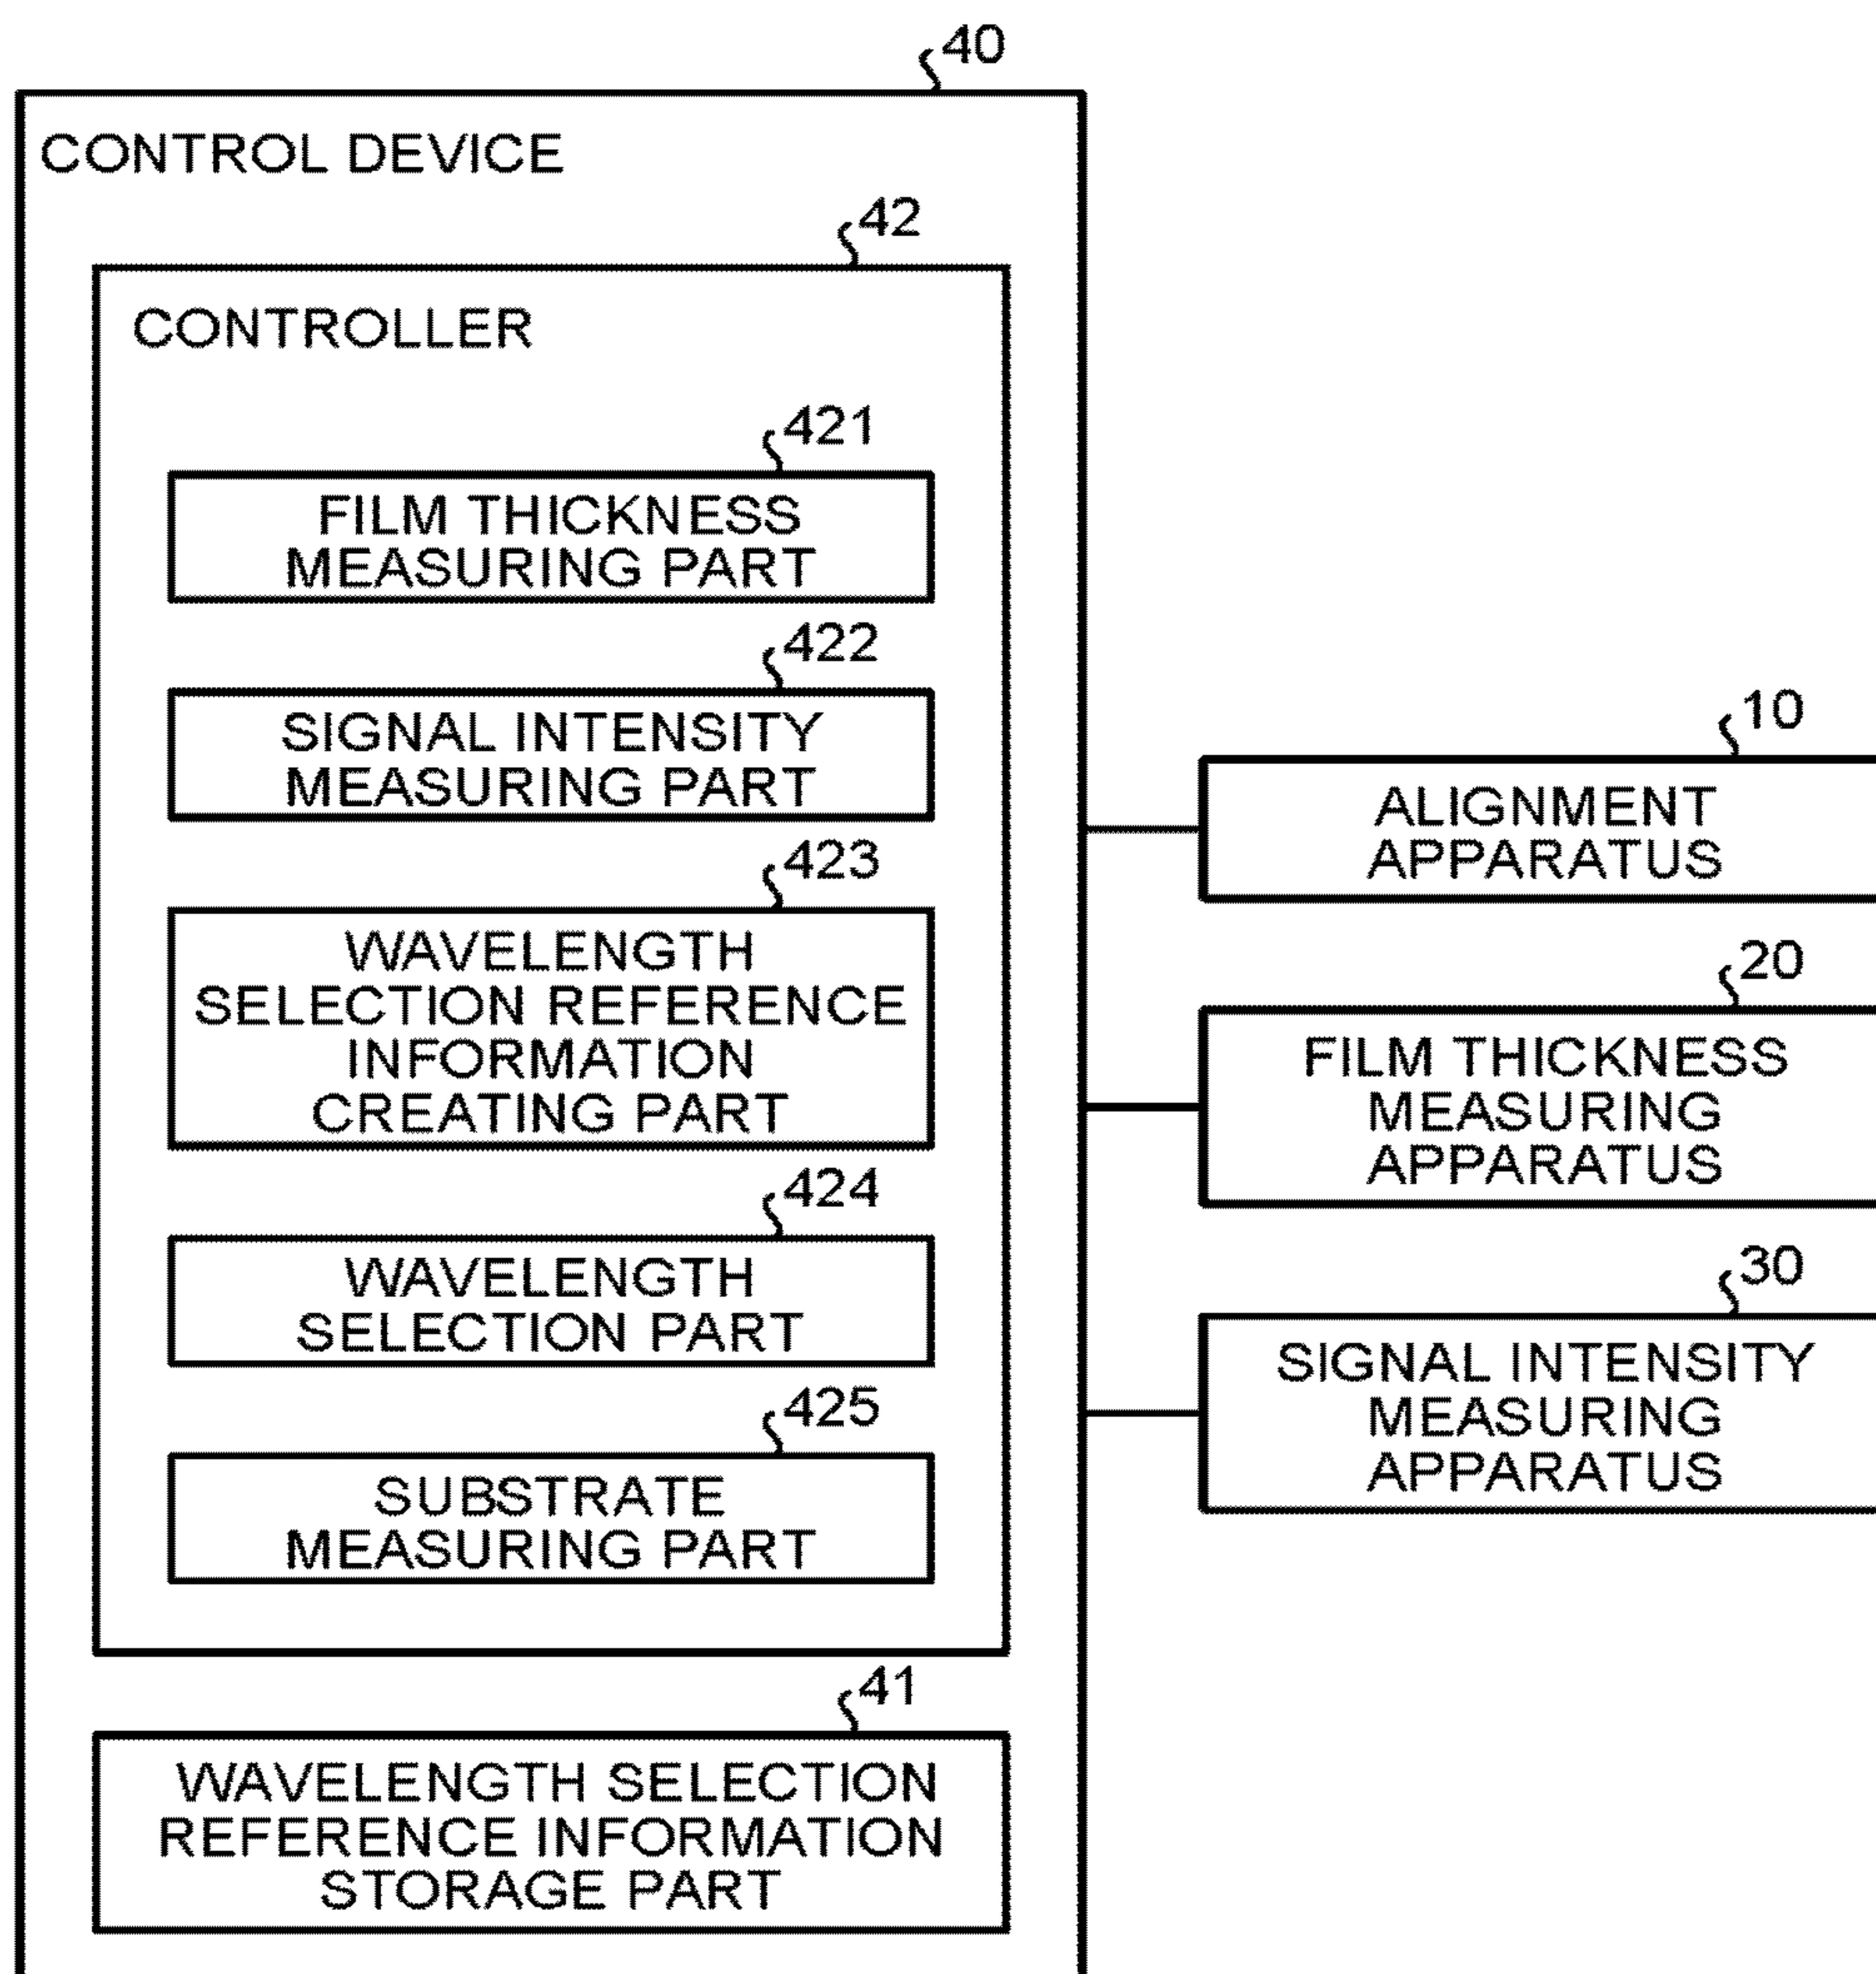 40
CONTROL DEVICE
42
CONTROLLER
421
FILM THICKNESS
MEASURING PART
422
SIGNAL INTENSITY
MEASURING PART
423
WAVELENGTH
SELECTION REFERENCE
INFORMATION
CREATING PART
424
WAVELENGTH
SELECTION PART
425
SUBSTRATE
MEASURING PART
41
WAVELENGTH SELECTION
REFERENCE INFORMATION
STORAGE PART
10
ALIGNMENT
APPARATUS
20
FILM THICKNESS
MEASURING
APPARATUS
30
SIGNAL INTENSITY
MEASURING
APPARATUS